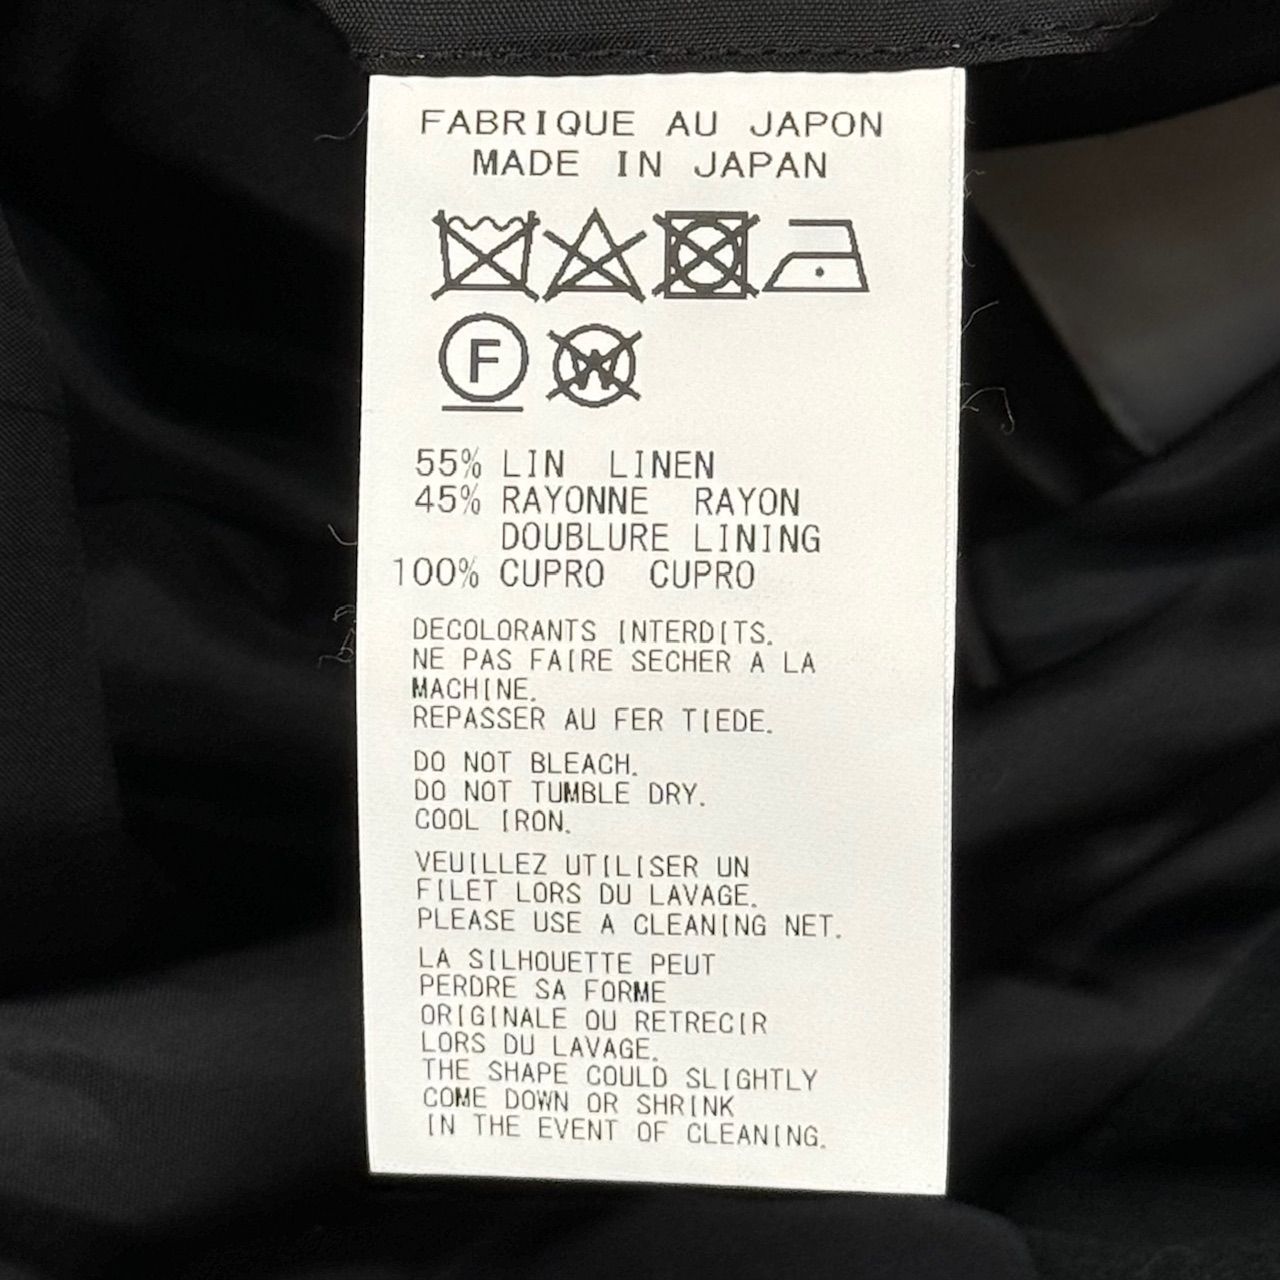 FABRIQUE AU JAPON
MADE IN JAPAN
F W
55% LIN LINEN
45% RAYONNE RAYON
DOUBLURE LINING
100% CUPRO CUPRO
DECOLORANTS INTERDITS.
NE PAS FAIRE SECHER A LA
MACHINE.
REPASSER AU FER TIEDE.
DO NOT BLEACH.
DO NOT TUMBLE DRY.
COOL IRON.
VEUILLEZ UTILISER UN
FILET LORS DU LAVAGE.
PLEASE USE A CLEANING NET.
LA SILHOUETTE PEUT
PERDRE SA FORME
ORIGINALE OU RETRECIR
LORS DU LAVAGE.
THE SHAPE COULD SLIGHTLY
COME DOWN OR SHRINK
IN THE EVENT OF CLEANING.